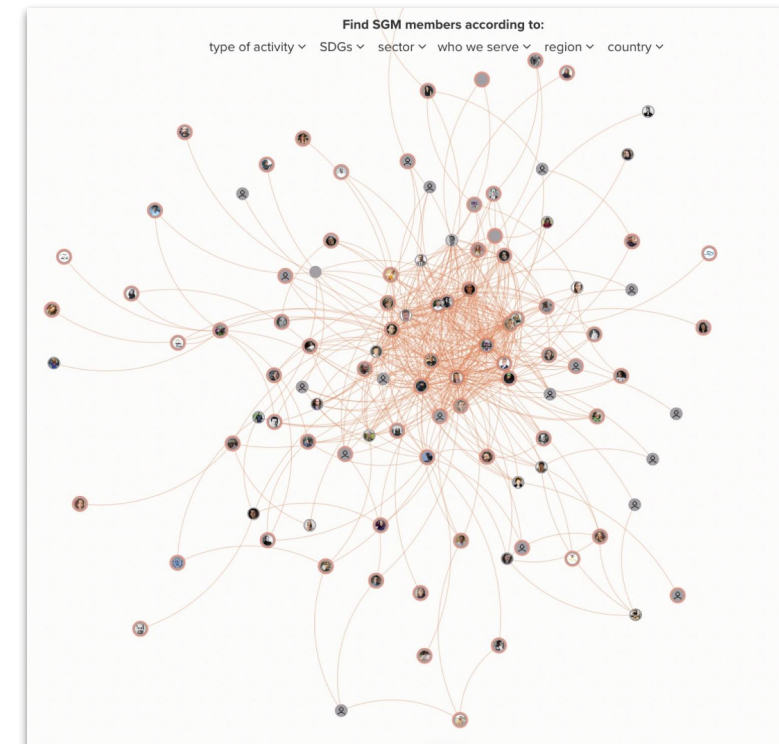 Find SGM members according to:
type of activity SDGs sector who we serve region country